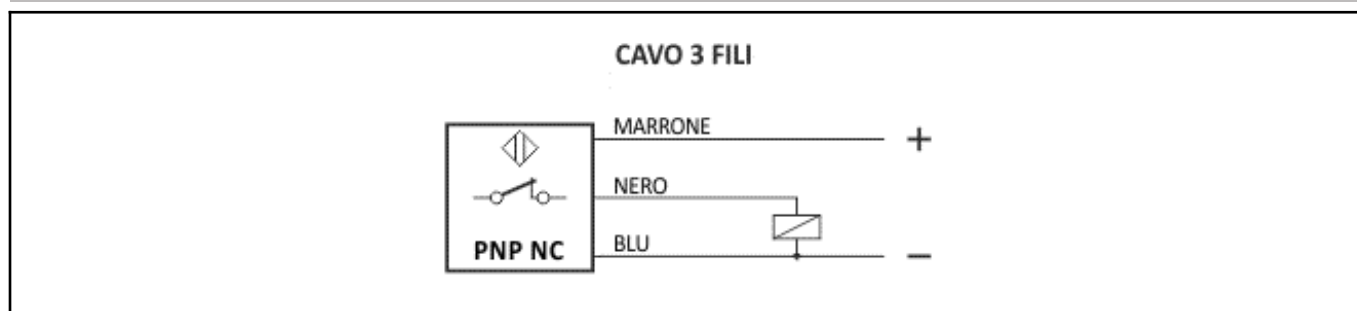 CAVO 3 FILI
MARRONE
+
NERO
BLU
PNP NC
−